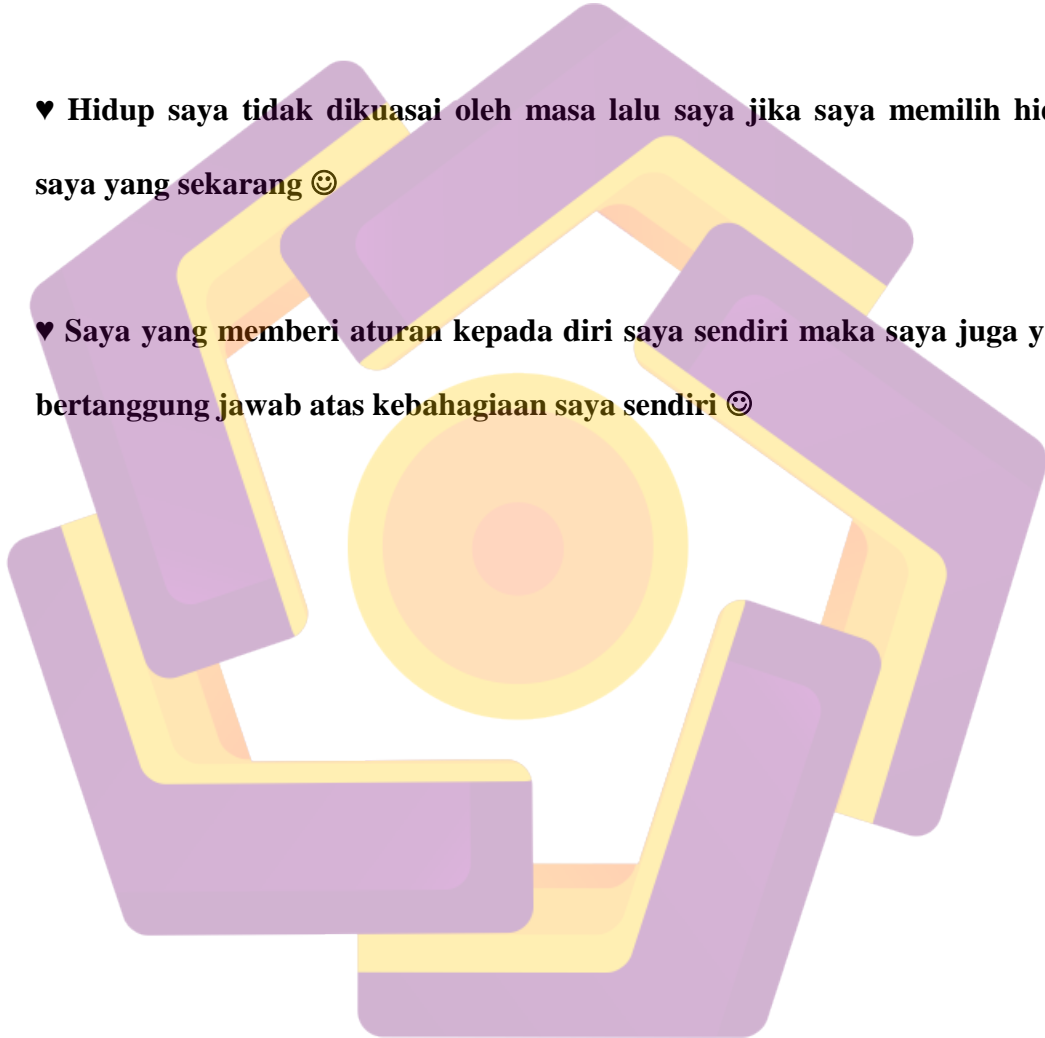 ♥ Hidup saya tidak dikuasai oleh masa lalu saya jika saya memilih
saya yang sekarang ☺
♥ Saya yang memberi aturan kepada diri saya sendiri maka saya juga
bertanggung jawab atas kebahagiaan saya sendiri ☺